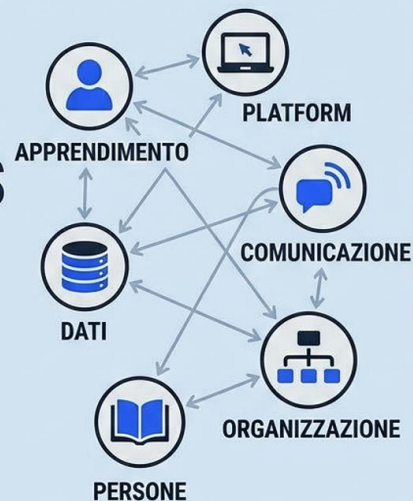 PLATFORM
APPRENDIMENTO
S
COMUNICAZIONE
DATI
ORGANIZZAZIONE
PERSONE